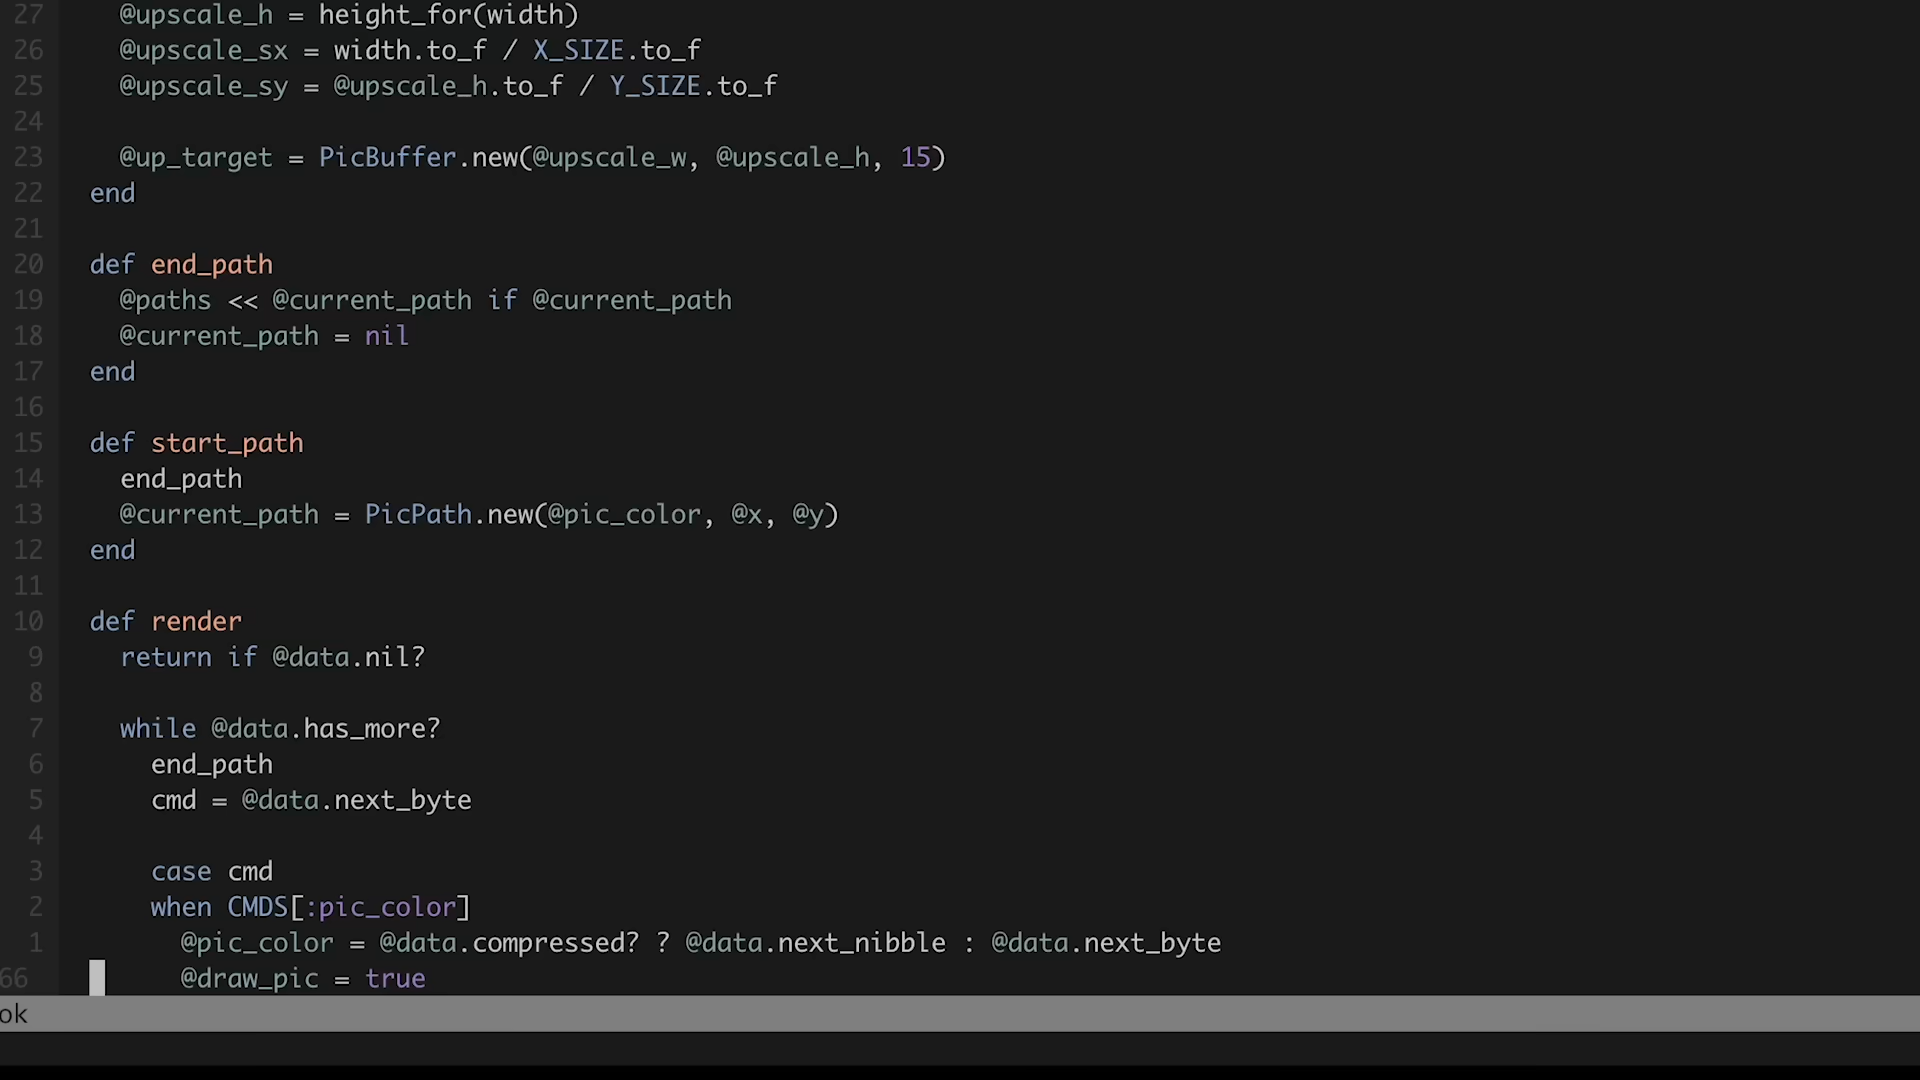 27 @upscale_h = height_for(width)
26 @upscale_sx = width.to_f / X_SIZE.to_f
25 @upscale_sy = @upscale_h.to_f / Y_SIZE.to_f
24
23 @up_target = PicBuffer.new(@upscale_w, @upscale_h, 15)
22 end
21
20 def end_path
19 @paths << @current_path if @current_path
18 @current_path = nil
17 end
16
15 def start_path
14 end_path
13 @current_path = PicPath.new(@pic_color, @x, @y)
12 end
11
10 def render
9 return if @data.nil?
8
7 while @data.has_more?
6 end_path
5 cmd = @data.next_byte
4
3 case cmd
2 when CMDS[:pic_color]
1 @pic_color = @data.compressed? ? @data.next_nibble : @data.next_byte
66 @draw_pic = true
ok